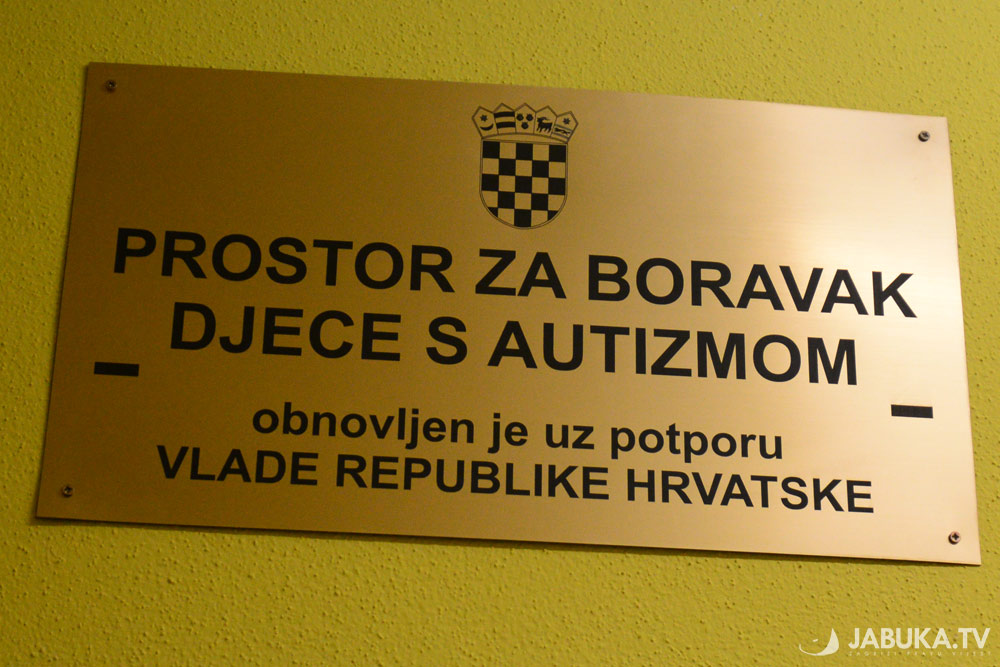 PROSTOR ZA BORAVAK
DJECE S AUTIZMOM
obnovljen je uz potporu
VLADE REPUBLIKE HRVATSKE
JABUKA.TV